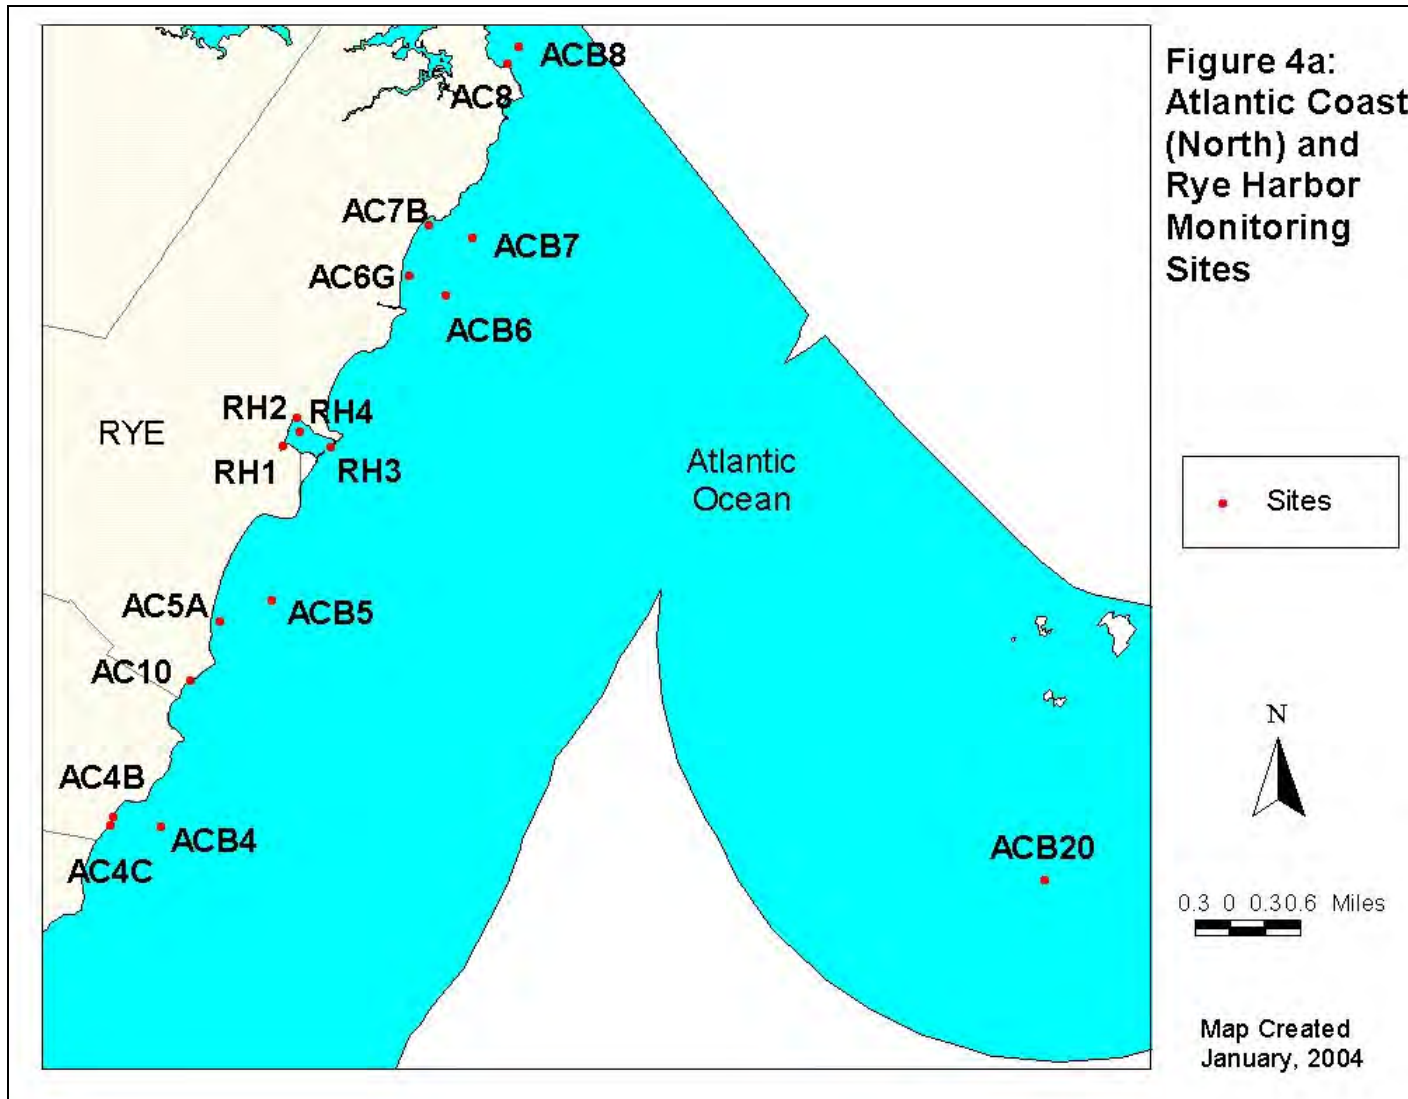 Figure 4a:
Atlantic Coast
(North) and
Rye Harbor
Monitoring
Sites
ACB8
AC8
AC7B
ACB7
AC6G
ACB6
RH2
RH4
RYE
RH1
RH3
Atlantic
Ocean
Sites
AC5A
ACB5
AC10
N
AC4B
ACB4
AC4C
ACB20
0.3 0 0.30.6 Miles
Map Created
January, 2004